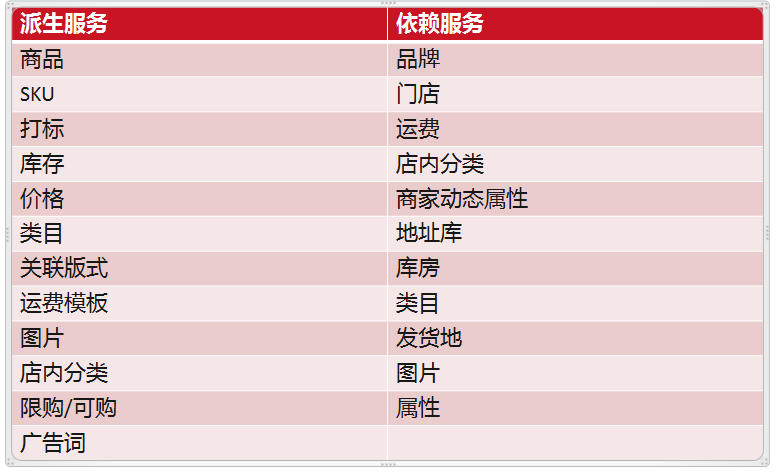 派生服务 依赖服务
商品 品牌
SKU 门店
打标 运费
库存 店内分类
价格 商家动态属性
类目 地址库
关联版式 库房
运费模板 类目
图片 发货地
店内分类 图片
限购/可购 属性
广告词